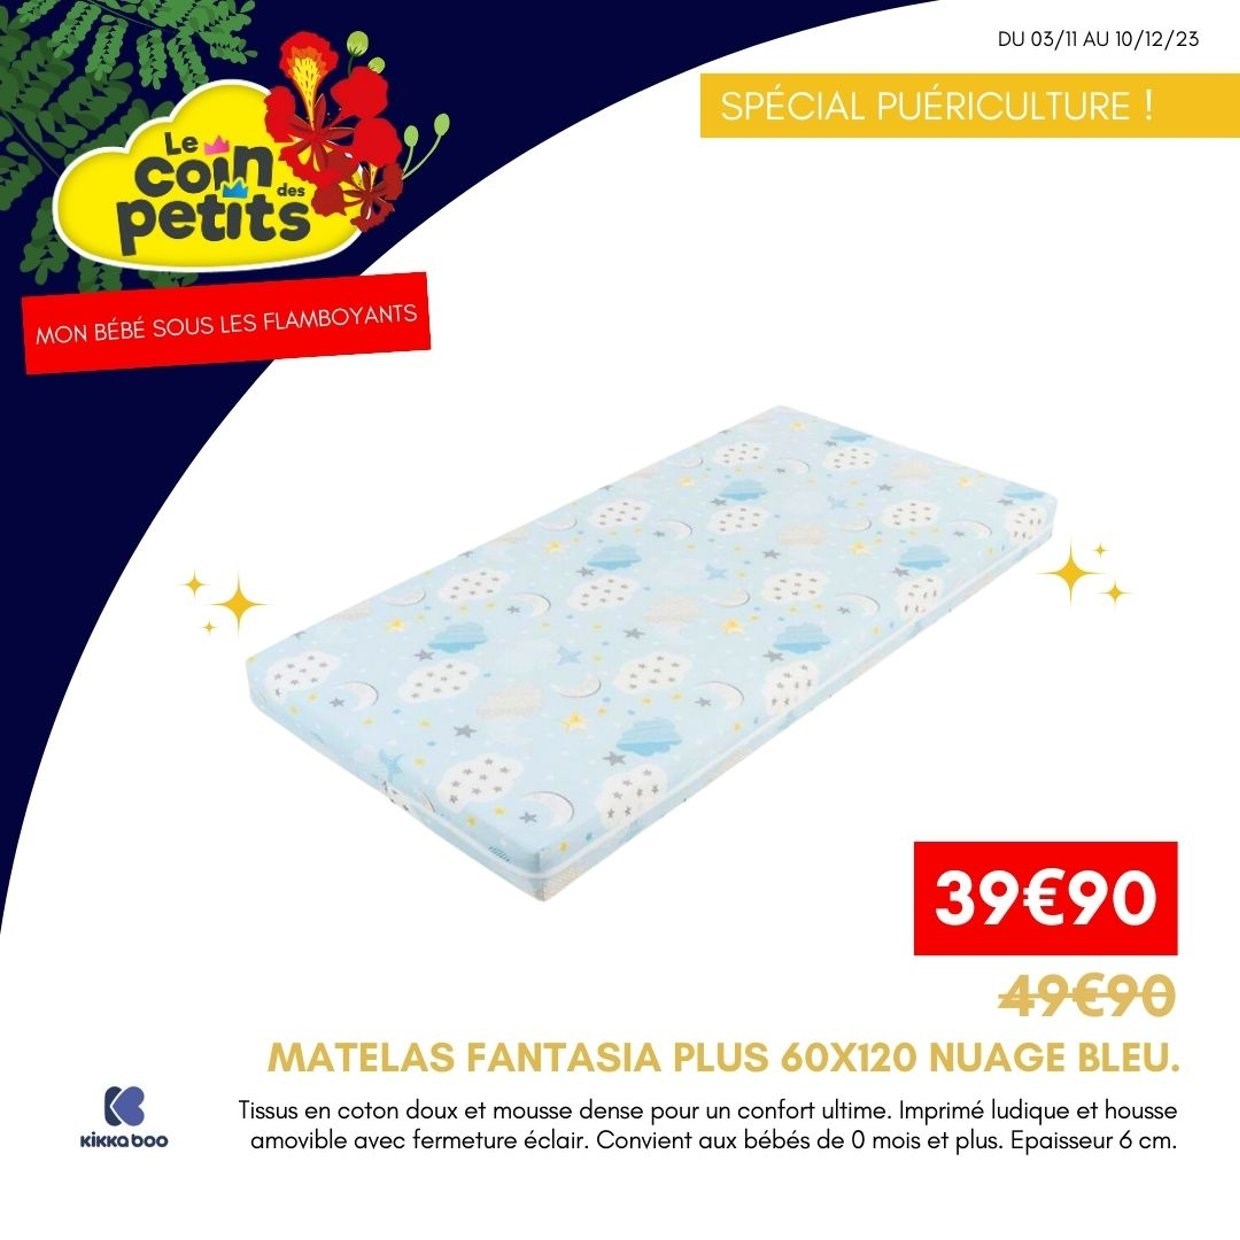 DU 03/11 AU 10/12/23
SPÉCIAL PUÉRICULTURE !
Le
coin
des
petits
MON BÉBÉ SOUS LES FLAMBOYANTS
39€90
49€90
MATELAS FANTASIA PLUS 60X120 NUAGE BLEU.
Tissus en coton doux et mousse dense pour un confort ultime. Imprimé ludique et housse
amovible avec fermeture éclair. Convient aux bébés de 0 mois et plus. Epaisseur 6 cm.
kikka boo